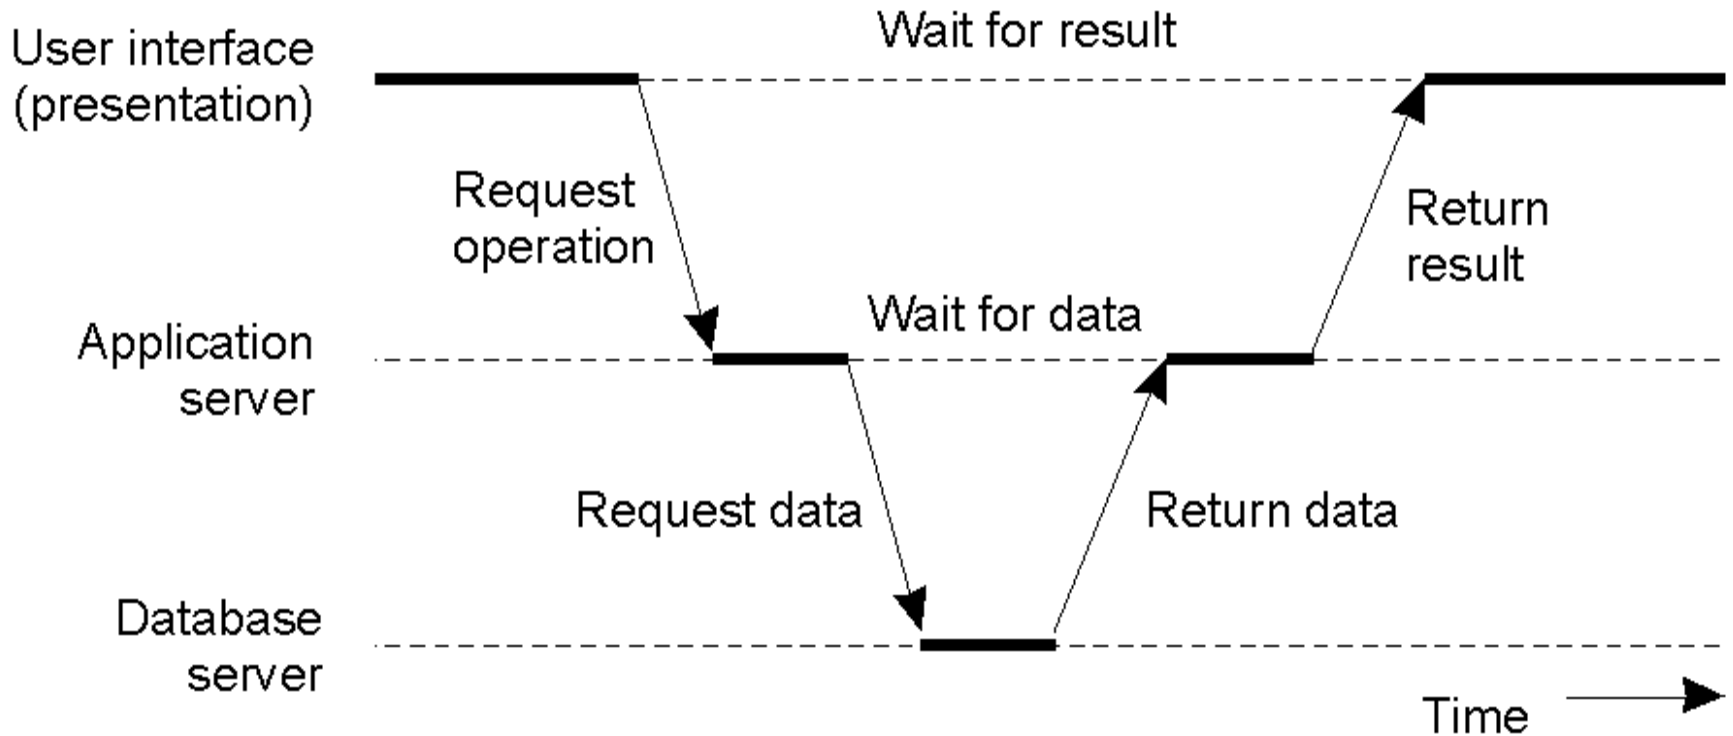 User interface
(presentation)
Wait for result
Request
operation
Return
result
Application
server
Wait for data
Request data
Return data
Database
server
Time